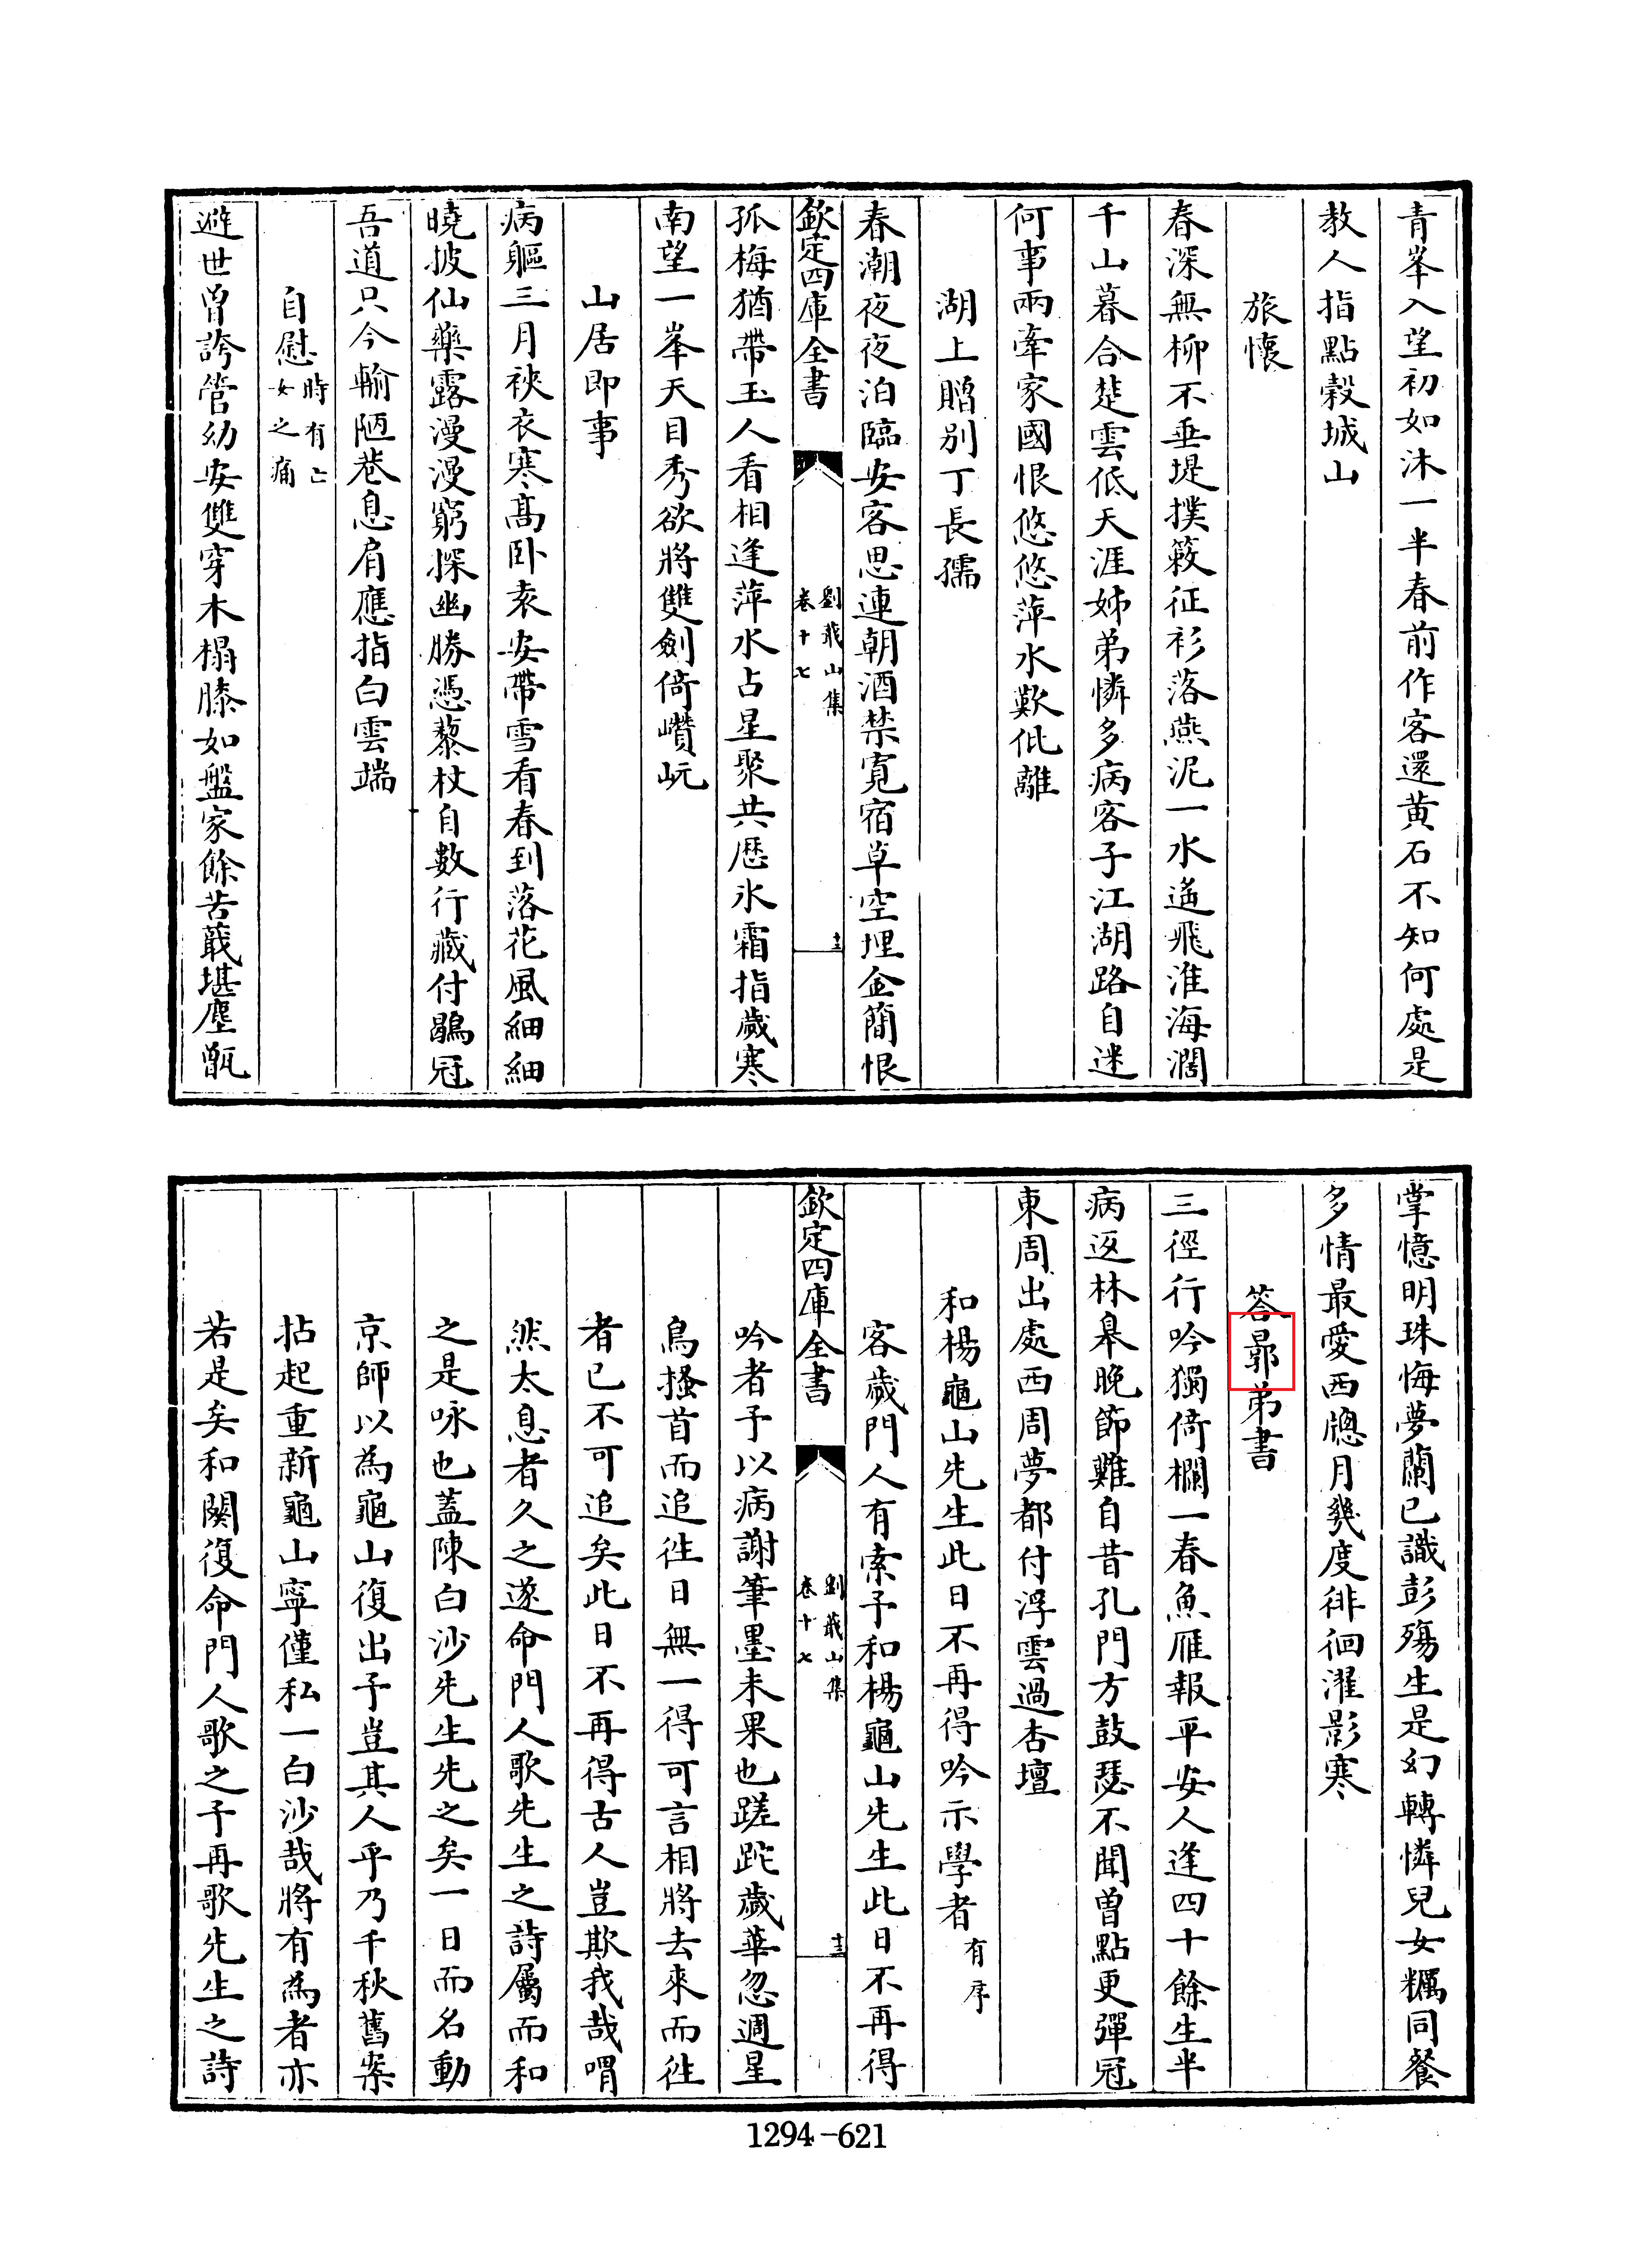 青峯入望初如沐一半春前作客還黄石不知何處是
教人指點穀城山
旅懷
春深無柳不垂堤撲簌征衫落燕泥一水遙飛淮海濶
千山暮合楚雲低天涯姊弟憐多病客子江湖路自迷
何事兩牽家國恨悠悠萍水歎仳離
湖上贈别丁長孺
春潮夜夜泊臨安客思連朝酒禁寛宿草空埋金簡恨
欽定四庫全書
劉蕺山集
卷十七
十二
孤梅猶帶玉人看相逢萍水占星聚共歴氷霜指歲寒
南望一峯天目秀欲將雙劍倚巑岏
山居即事
病軀三月裌衣寒高卧袁安帶雪看春到落花風細細
曉披仙藥露漫漫窮探幽勝憑藜杖自數行藏付鶡冠
吾道只今輸陋巷息肩應指白雲端
自慰時有亡女之痛
避世曽誇管幼安雙穿木榻膝如盤家餘苦蕺堪塵甑
掌憶明珠悔夢蘭已識彭殤生是幻轉憐兒女糲同餐
多情最愛西牕月幾度徘徊濯影寒
答弟書
三徑行吟獨倚欄一春魚雁報平安人逢四十餘生半
病返林皋晚節難自昔孔門方鼓瑟不聞曽點更彈冠
東周出處西周夢都付浮雲過杏壇
和楊龜山先生此日不再得吟示學者有序
客歲門人有索予和楊龜山先生此日不再得
欽定四庫全書
劉蕺山集
卷十七
十三
吟者予以病謝筆墨未果也蹉跎歲華忽週星
鳥搔首而追徃日無一得可言相將去來而徃
者已不可追矣此日不再得古人豈欺我哉喟
然太息者久之遂命門人歌先生之詩屬而和
之是咏也蓋陳白沙先生先之矣一日而名動
京師以為龜山復出予豈其人乎乃千秋舊案
拈起重新龜山寧僅私一白沙哉將有為者亦
若是矣和闋復命門人歌之予再歌先生之詩
1294-621